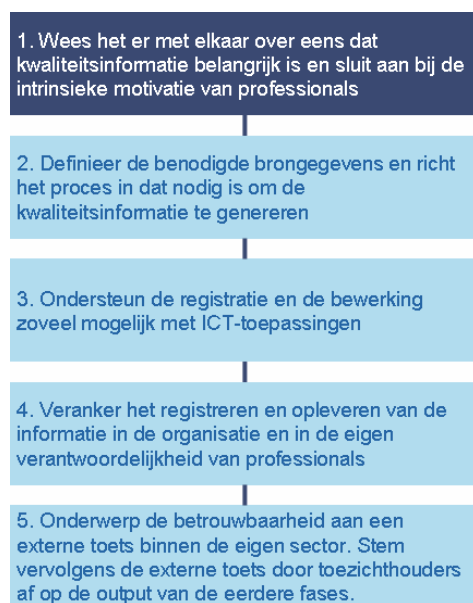 1. Wees het er met elkaar over eens dat
kwaliteitsinformatie belangrijk is en sluit aan bij de
intrinsieke motivatie van professionals
2. Definieer de benodigde brongegevens en richt
het proces in dat nodig is om de
kwaliteitsinformatie te genereren
3. Ondersteun de registratie en de bewerking
zoveel mogelijk met ICT-toepassingen
4. Veranker het registreren en opleveren van de
informatie in de organisatie en in de eigen
verantwoordelijkheid van professionals
5. Onderwerp de betrouwbaarheid aan een
externe toets binnen de eigen sector. Stem
vervolgens de externe toets door toezichthouders
af op de output van de eerdere fases.